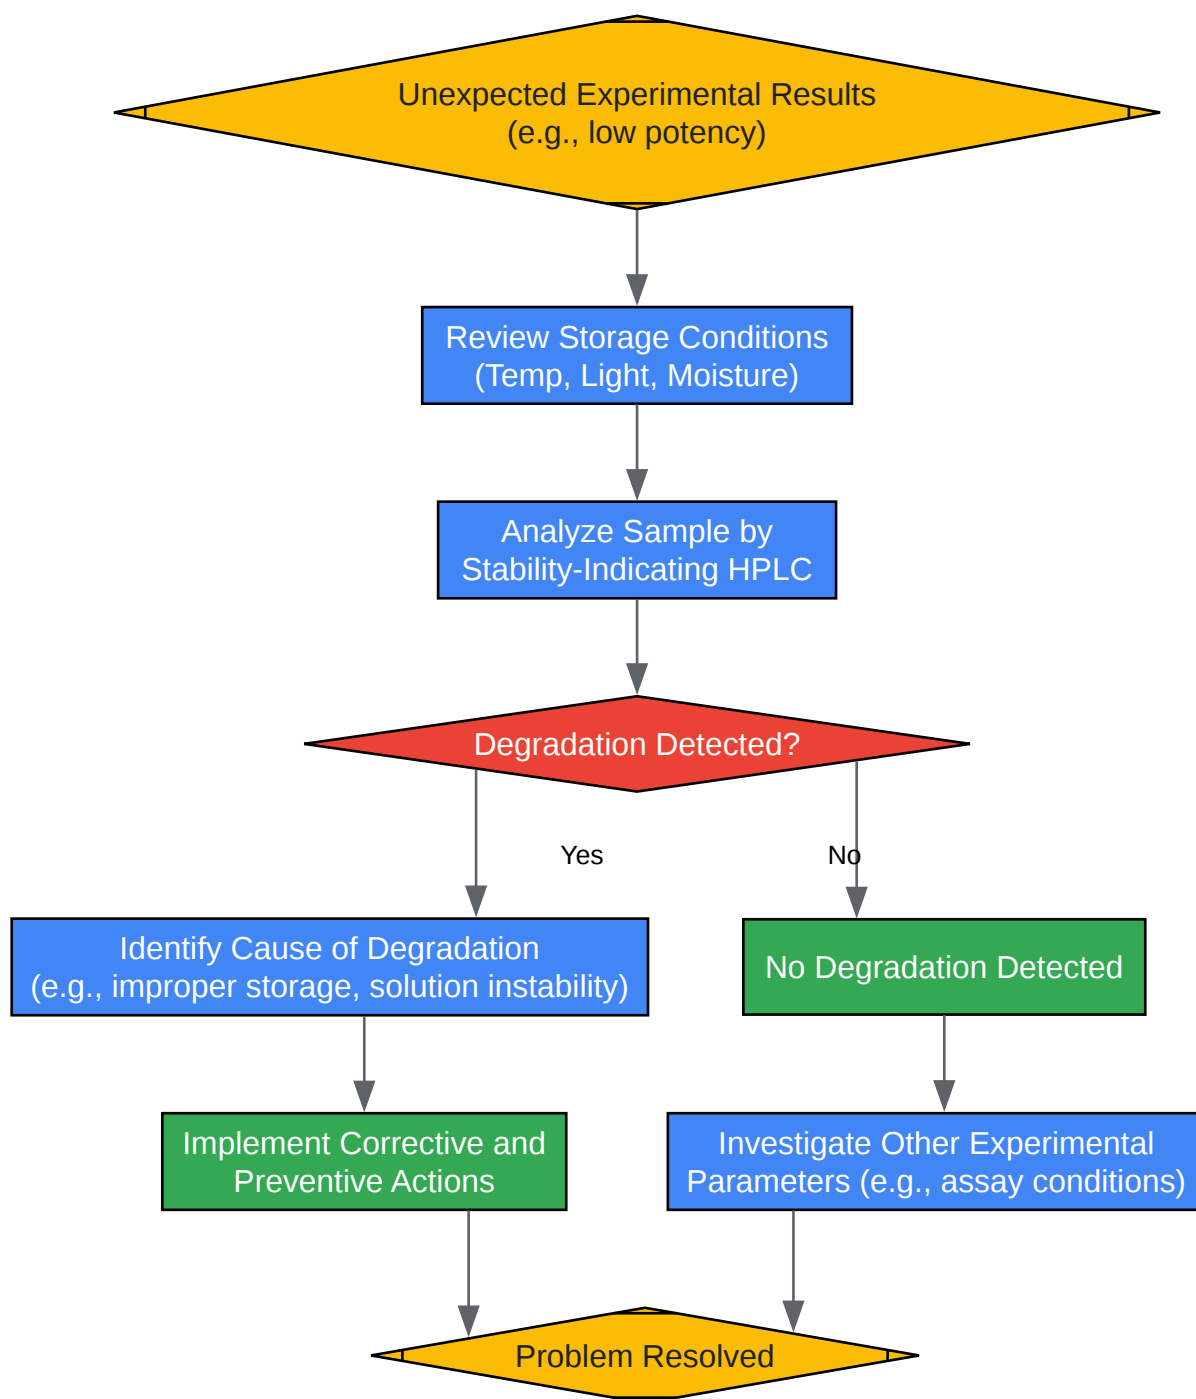 Unexpected Experimental Results
(e.g., low potency)
Review Storage Conditions
(Temp, Light, Moisture)
Analyze Sample by
Stability-Indicating HPLC
Degradation Detected?
Yes
No
Identify Cause of Degradation
(e.g., improper storage, solution instability)
No Degradation Detected
Implement Corrective and
Preventive Actions
Investigate Other Experimental
Parameters (e.g., assay conditions)
Problem Resolved